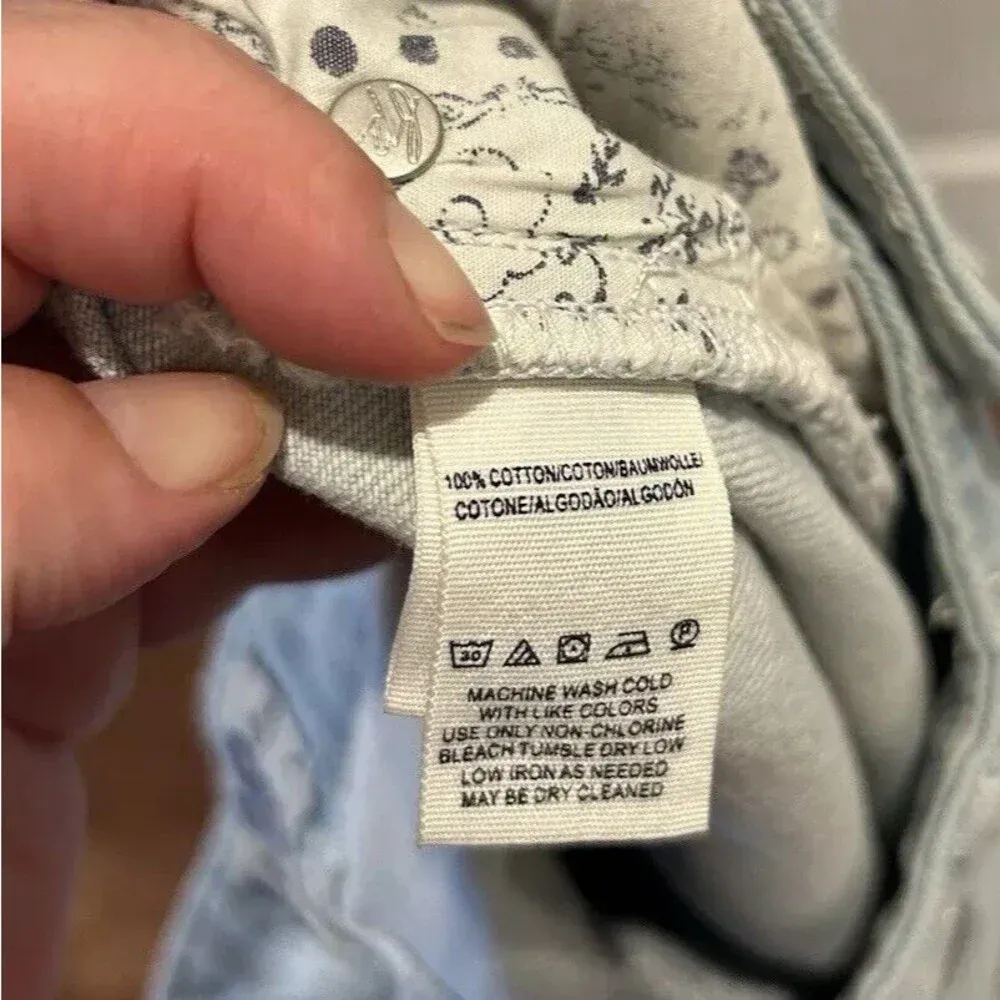 100% COTTON/COTON/BAUMWOLLE/
COTONE/ALGODÃO/ALGODÓN
30
P
MACHINE WASH COLD
WITH LIKE COLORS
USE ONLY NON-CHLORINE
BLEACH TUMBLE DRY LOW
LOW IRON AS NEEDED
MAY BE DRY CLEANED